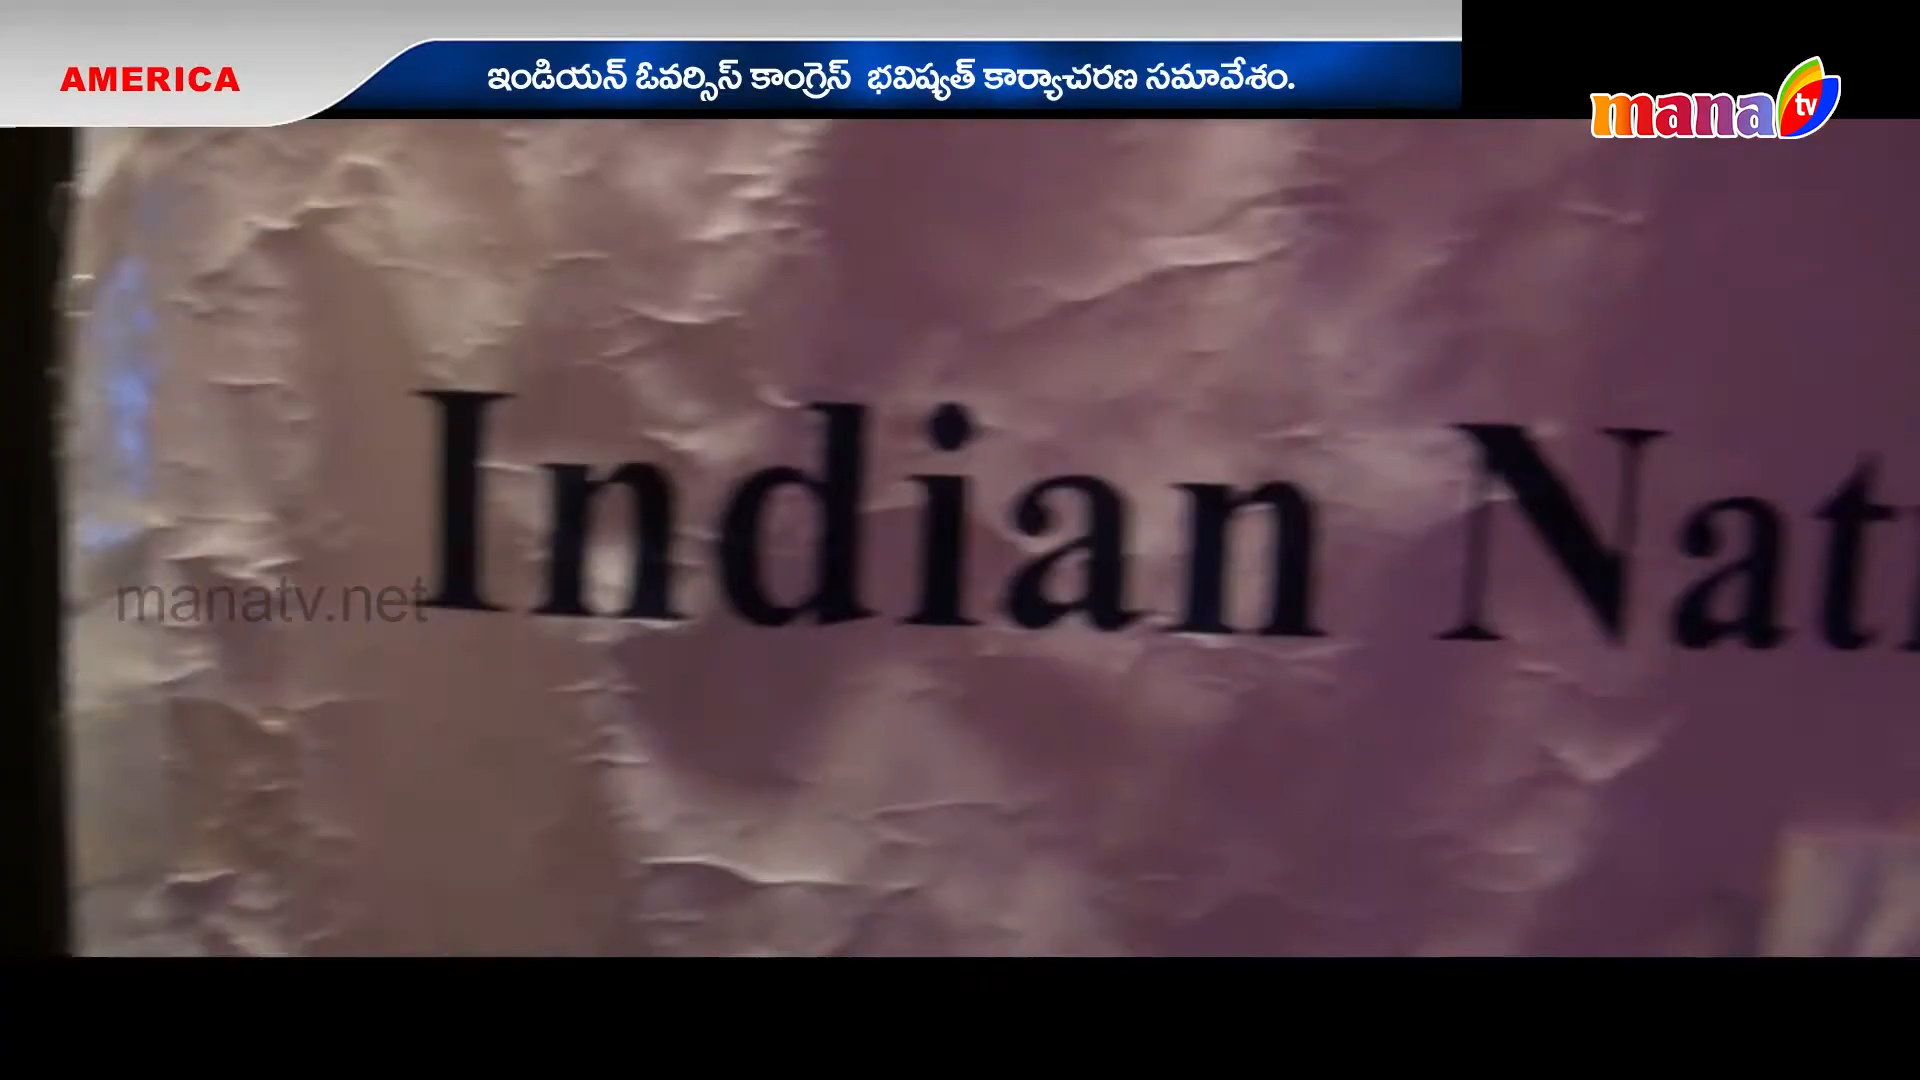 AMERICA
ఇండియన్ ఓవర్సిస్ కాంగ్రెస్ భవిష్యత్ కార్యాచరణ సమావేశం.
mana tv
Indian Nat
manatv.net